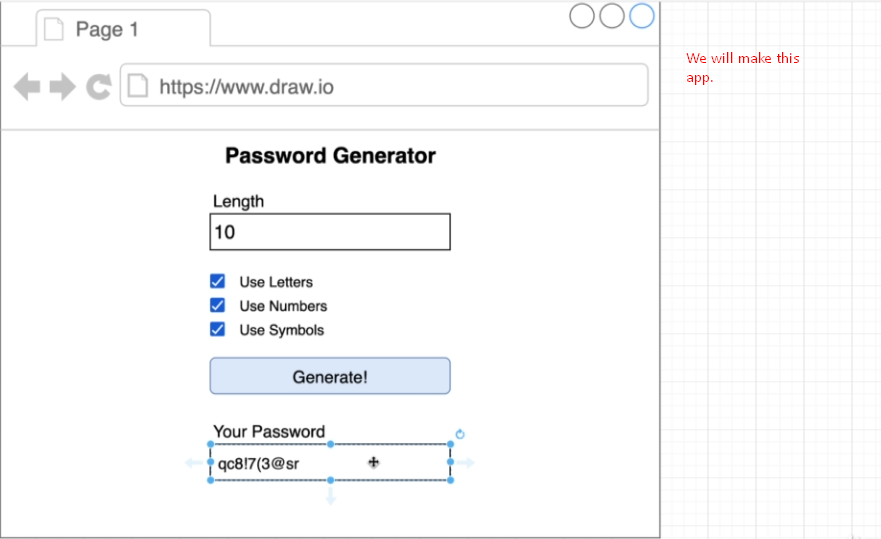 Page 1
https://www.draw.io
We will make this
app.
Password Generator
Length
10
Use Letters
Use Numbers
Use Symbols
Generate!
Your Password
qc8!7(3@sr